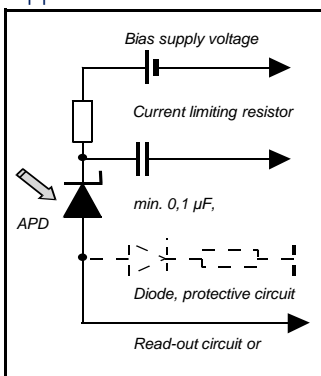 Bias supply voltage
Current limiting resistor
min. 0,1 µF,
APD
Diode, protective circuit
Read-out circuit or